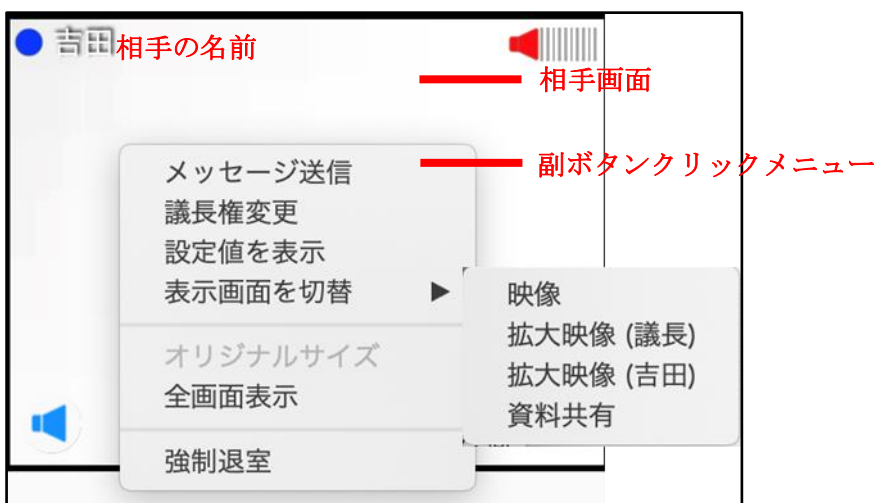 吉田相手の名前
相手画面
副ボタンクリックメニュー
メッセージ送信
議長権変更
設定値を表示
表示画面を切替 ▶
映像
拡大映像 (議長)
拡大映像 (吉田)
資料共有
オリジナルサイズ
全画面表示
強制退室